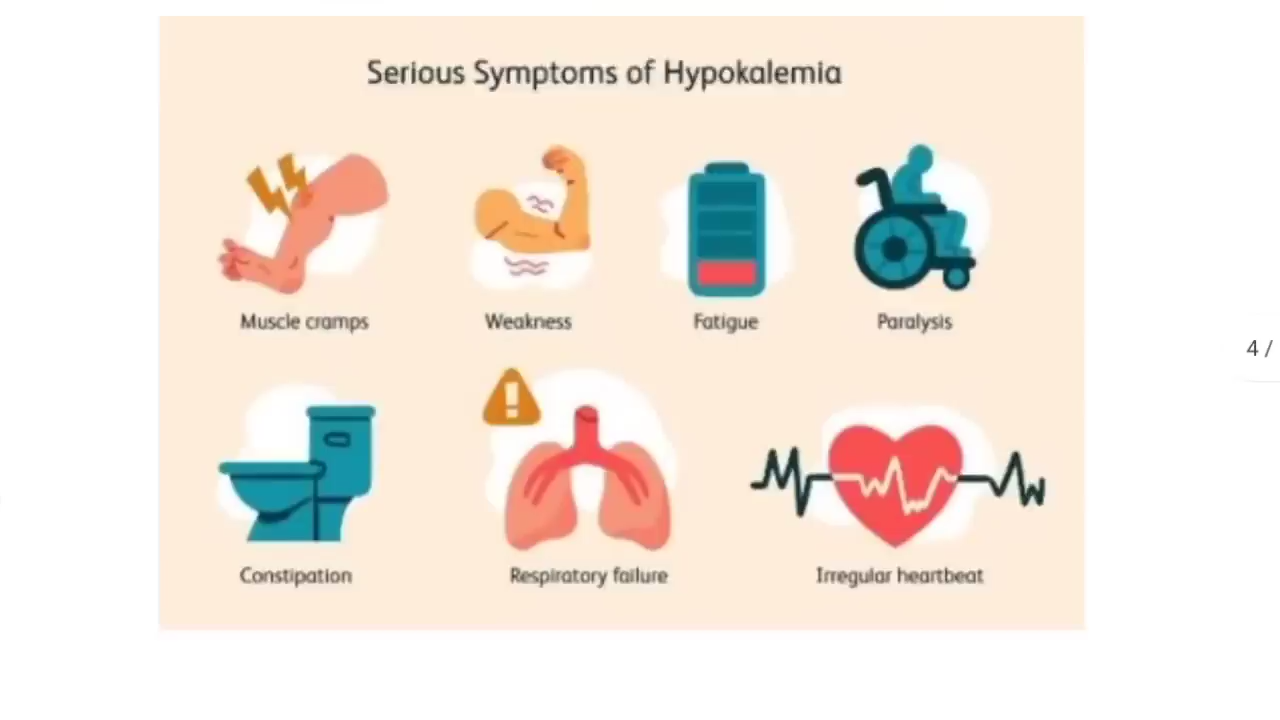 Serious Symptoms of Hypokalemia
Muscle cramps
Weakness
Fatigue
Paralysis
4 /
Constipation
Respiratory failure
Irregular heartbeat